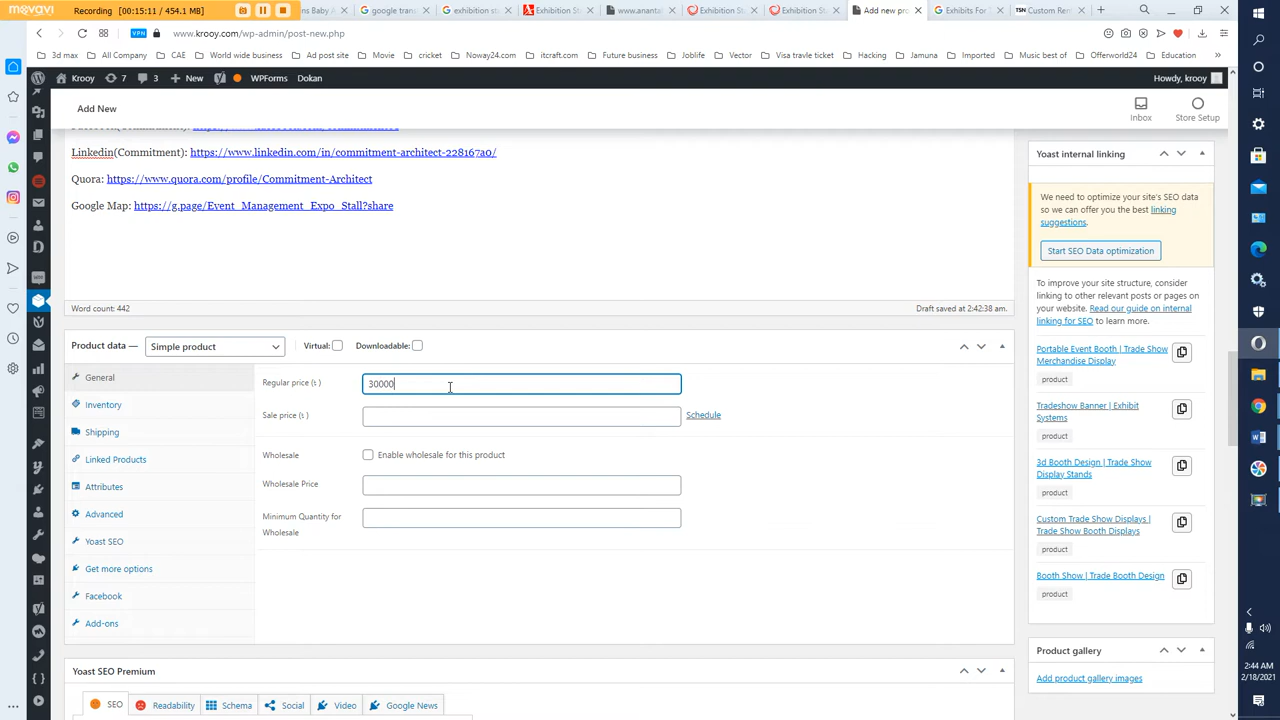 movavi
Recording (00:15:11 / 454.1 MB)
ns Baby A
google tran
exhibition st
Exhibition St
www.anantal
Exhibition St
Exhibition St
Add new pro
Exhibits For
Custom Ren
VPN
www.krooy.com/wp-admin/post-new.php
3d max
All Company
CAE
World wide business
Ad post
Movie
cricket
Noway24.com
itcraft.com
Future business
Joblife
Vector
Visa travle ticket
Hacking
Jamuna
Imported
Music best of
Offerworld24
Education
Krooy
7
3
New
WPForms
Dokan
Howdy, krooy
Add New
Inbox
Store Setup
Linkedin(Commitment): https://www.linkedin.com/in/commitment-architect-228167a0/
Quora: https://www.quora.com/profile/Commitment-Architect
Google Map: https://g.page/Event_Management_Expo_Stall?share
Word count: 442
Draft saved at 2:42:38 am.
Product data —
Simple product
Virtual:
Downloadable:
General
Inventory
Shipping
Linked Products
Attributes
Advanced
Yoast SEO
Get more options
Facebook
Add-ons
Regular price (৳ )
30000
Sale price (৳ )
Schedule
Wholesale
Enable wholesale for this product
Wholesale Price
Minimum Quantity for
Wholesale
Yoast SEO Premium
SEO
Readability
Schema
Social
Video
Google News
Yoast internal linking
We need to optimize your site's SEO data
so we can offer you the best linking
suggestions.
Start SEO Data optimization
To improve your site structure, consider
linking to other relevant posts or pages on
your website. Read our guide on internal
linking for SEO to learn more.
Portable Event Booth | Trade Show
Merchandise Display
product
Tradeshow Banner | Exhibit
Systems
product
3d Booth Design | Trade Show
Display Stands
product
Custom Trade Show Displays |
Trade Show Booth Displays
product
Booth Show | Trade Booth Design
product
Product gallery
Add product gallery images
2:44 AM
2/18/2021